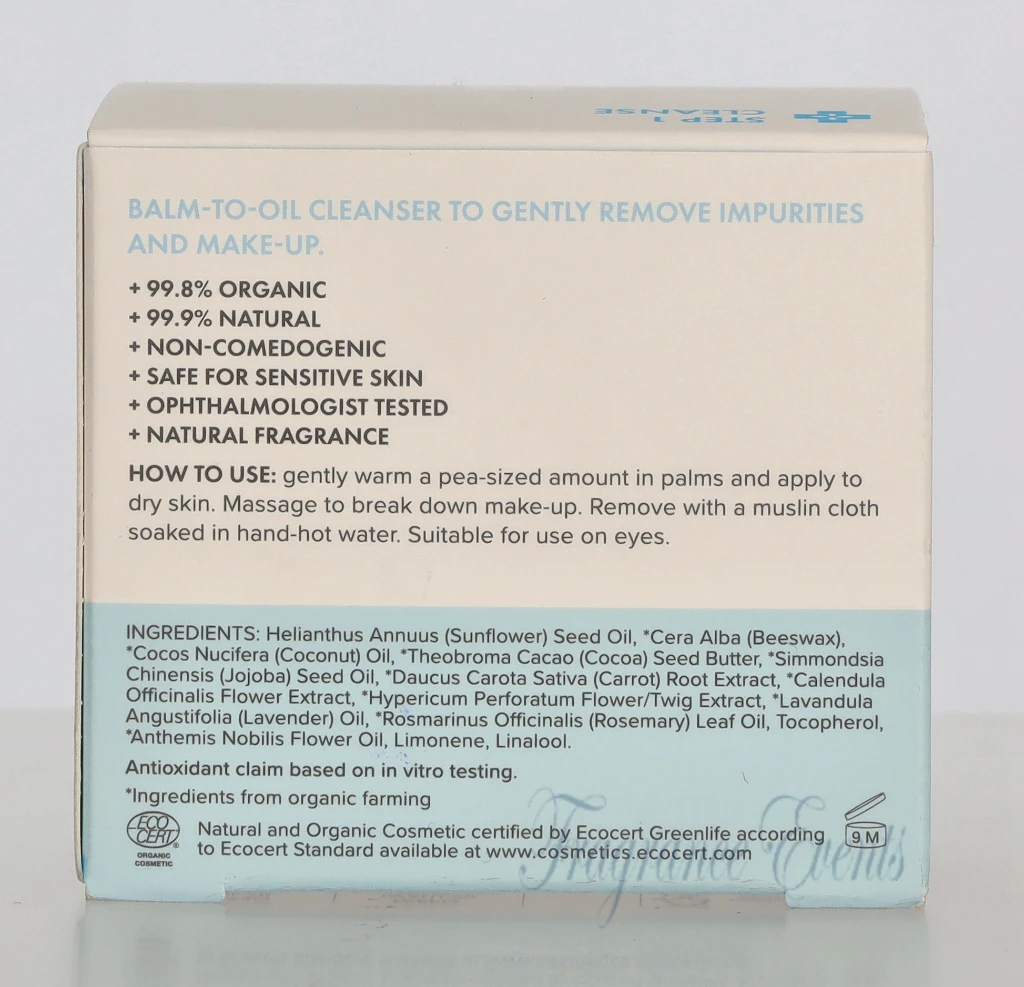 STEP 1
CLEANSE
BALM-TO-OIL CLEANSER TO GENTLY REMOVE IMPURITIES
AND MAKE-UP.
+ 99.8% ORGANIC
+ 99.9% NATURAL
+ NON-COMEDOGENIC
+ SAFE FOR SENSITIVE SKIN
+ OPHTHALMOLOGIST TESTED
+ NATURAL FRAGRANCE
HOW TO USE: gently warm a pea-sized amount in palms and apply to
dry skin. Massage to break down make-up. Remove with a muslin cloth
soaked in hand-hot water. Suitable for use on eyes.
INGREDIENTS: Helianthus Annuus (Sunflower) Seed Oil, *Cera Alba (Beeswax),
*Cocos Nucifera (Coconut) Oil, *Theobroma Cacao (Cocoa) Seed Butter, *Simmondsia
Chinensis (Jojoba) Seed Oil, *Daucus Carota Sativa (Carrot) Root Extract, *Calendula
Officinalis Flower Extract, *Hypericum Perforatum Flower/Twig Extract, *Lavandula
Angustifolia (Lavender) Oil, *Rosmarinus Officinalis (Rosemary) Leaf Oil, Tocopherol,
*Anthemis Nobilis Flower Oil, Limonene, Linalool.
Antioxidant claim based on in vitro testing.
*Ingredients from organic farming
ECO
CERT®
ORGANIC
COSMETIC
Natural and Organic Cosmetic certified by Ecocert Greenlife according
to Ecocert Standard available at www.cosmetics.ecocert.com
9 M
Fragrance Events